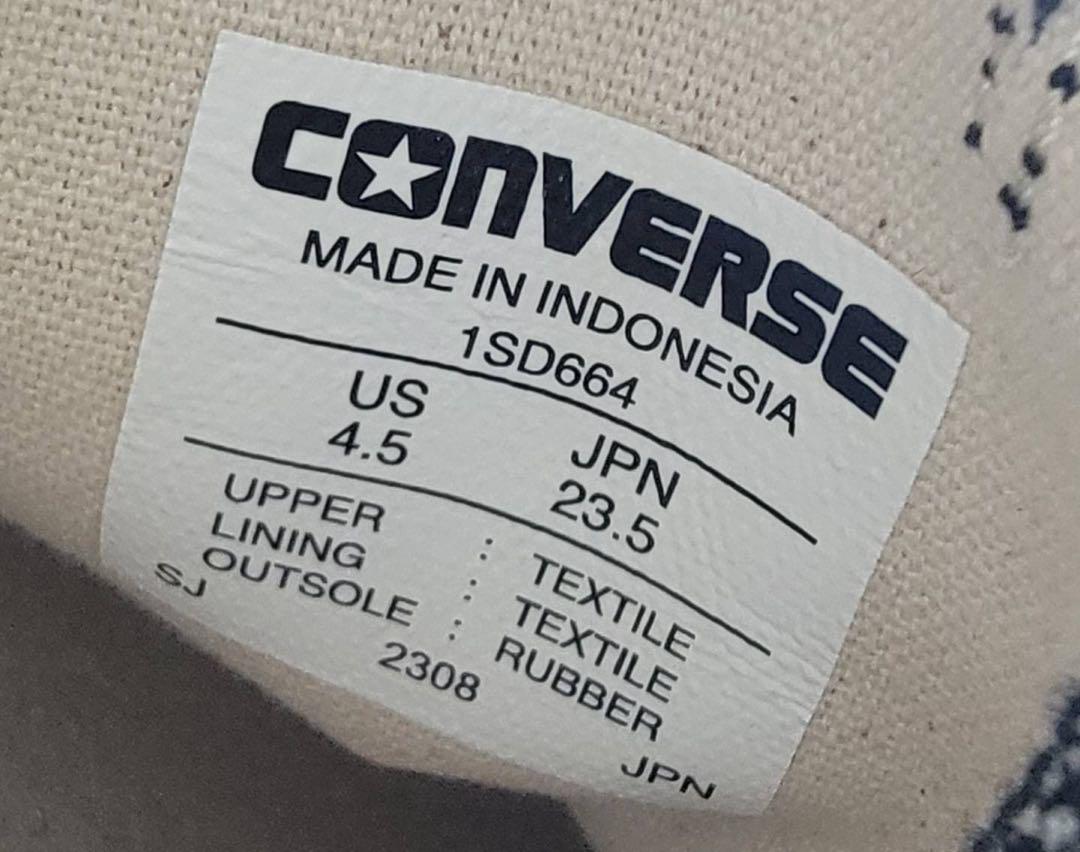 CONVERSE
MADE IN INDONESIA
1SD664
US JPN
4.5 23.5
UPPER : TEXTILE
LINING : TEXTILE
OUTSOLE : RUBBER
SJ 2308 JPN